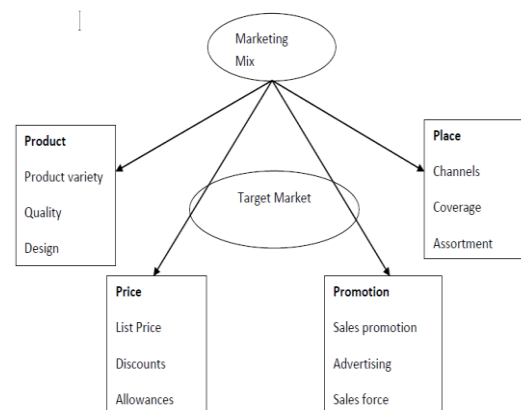 Marketing
Mix
Product
Product variety
Quality
Design
Target Market
Place
Channels
Coverage
Assortment
Price
List Price
Discounts
Allowances
Promotion
Sales promotion
Advertising
Sales force